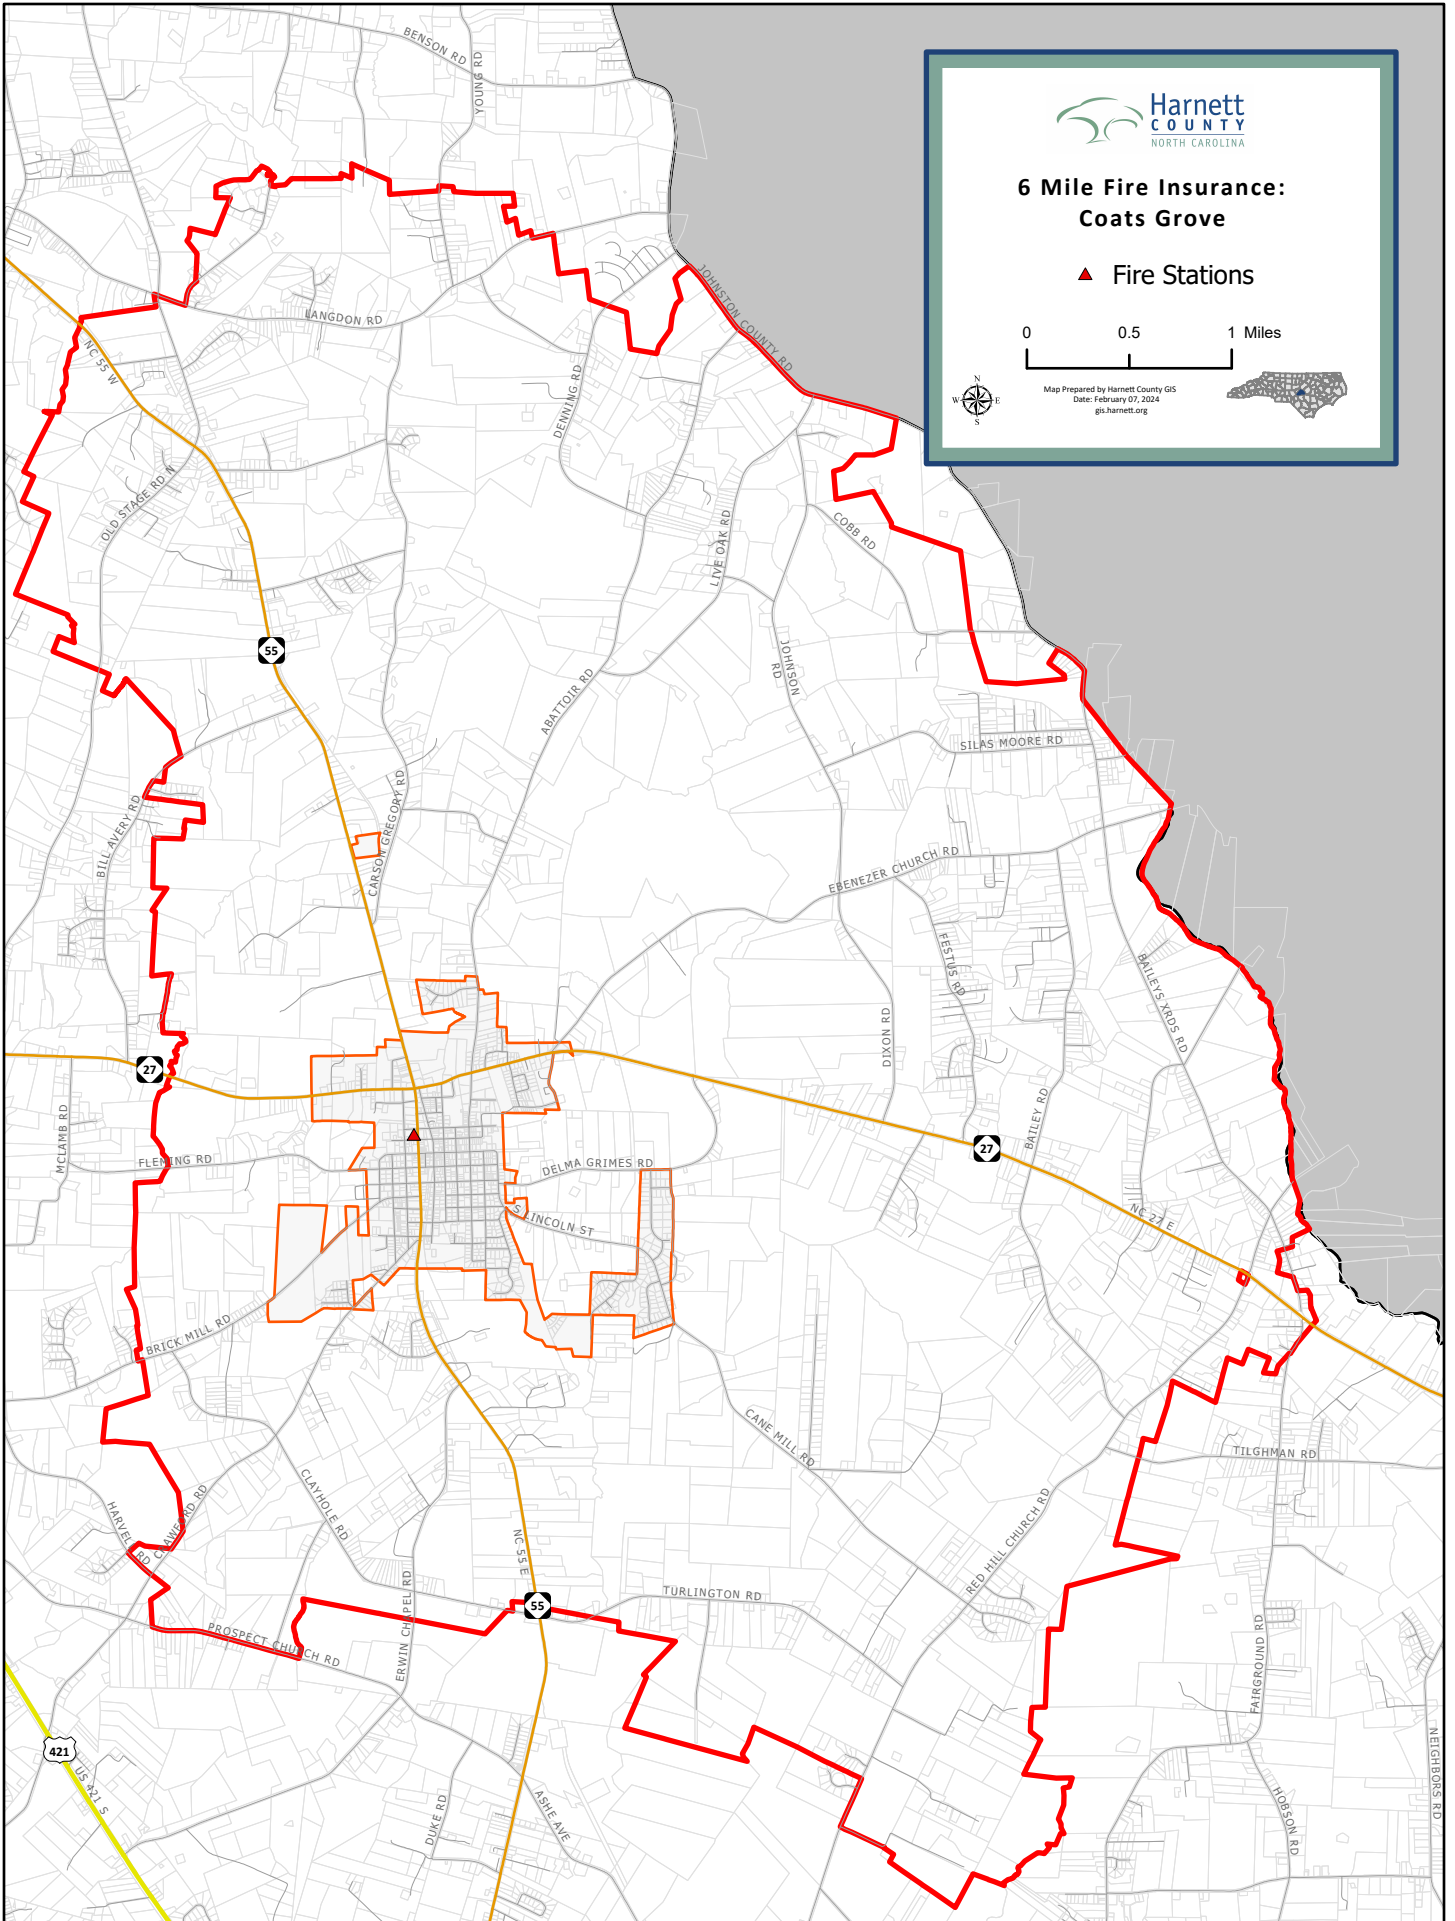 Harnett
COUNTY
NORTH CAROLINA
6 Mile Fire Insurance:
Coats Grove
Fire Stations
0 0.5 1 Miles
N
W E
S
Map Prepared by Harnett County GIS
Date: February 07, 2024
gis.harnett.org
BENSON RD
YOUNG RD
JOHNSTON COUNTY RD
LANGDON RD
NC 55 W
DENNING RD
OLD STAGE RD N
LIVE OAK RD
COBB RD
55
JOHNSON
RD
ABATTOIR RD
SILAS MOORE RD
CARSON GREGORY RD
BILL AVERY RD
EBENEZER CHURCH RD
FESTUS RD
BAILEYS XRDS RD
DIXON RD
27
BAILEY RD
MCLAMB RD
FLEMING RD
DELMA GRIMES RD
27
S LINCOLN ST
NC 27 E
BRICK MILL RD
CANE MILL RD
TILGHMAN RD
CLAYHOLE RD
HARVELL RD
CRAWFORD RD
NC 55 E
RED HILL CHURCH RD
ERWIN CHAPEL RD
55
TURLINGTON RD
PROSPECT CHURCH RD
FAIRGROUND RD
421
US 421 S
NEIGHBORS RD
DUKE RD
ASHE AVE
HOBSON RD